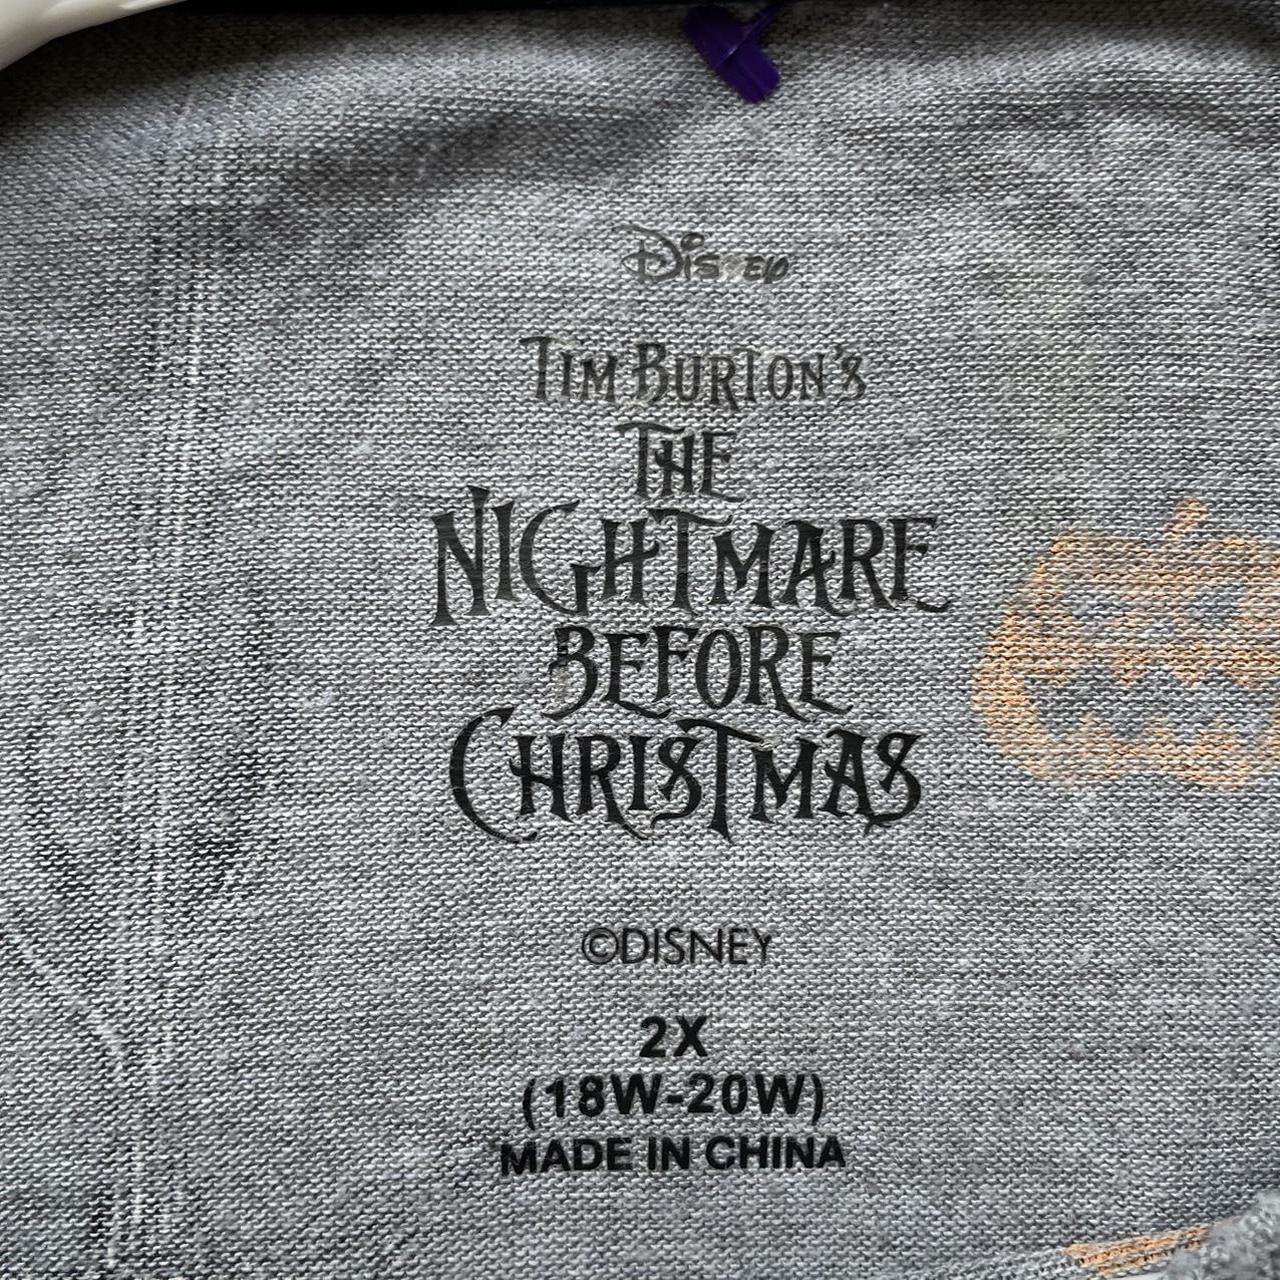 Disney
TIM BURTON'S
THE
NIGHTMARE
BEFORE
CHRISTMAS
©DISNEY
2X
(18W-20W)
MADE IN CHINA